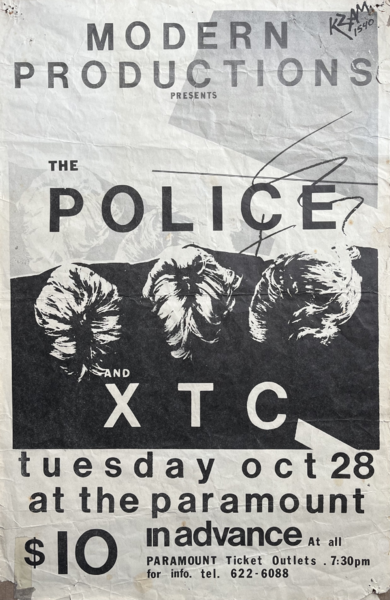 KZAM
1540
MODERN
PRODUCTIONS
PRESENTS
THE
POLICE
AND
XTC
tuesday oct 28
at the paramount
$10 in advance At all
PARAMOUNT Ticket Outlets . 7:30pm
for info. tel. 622-6088